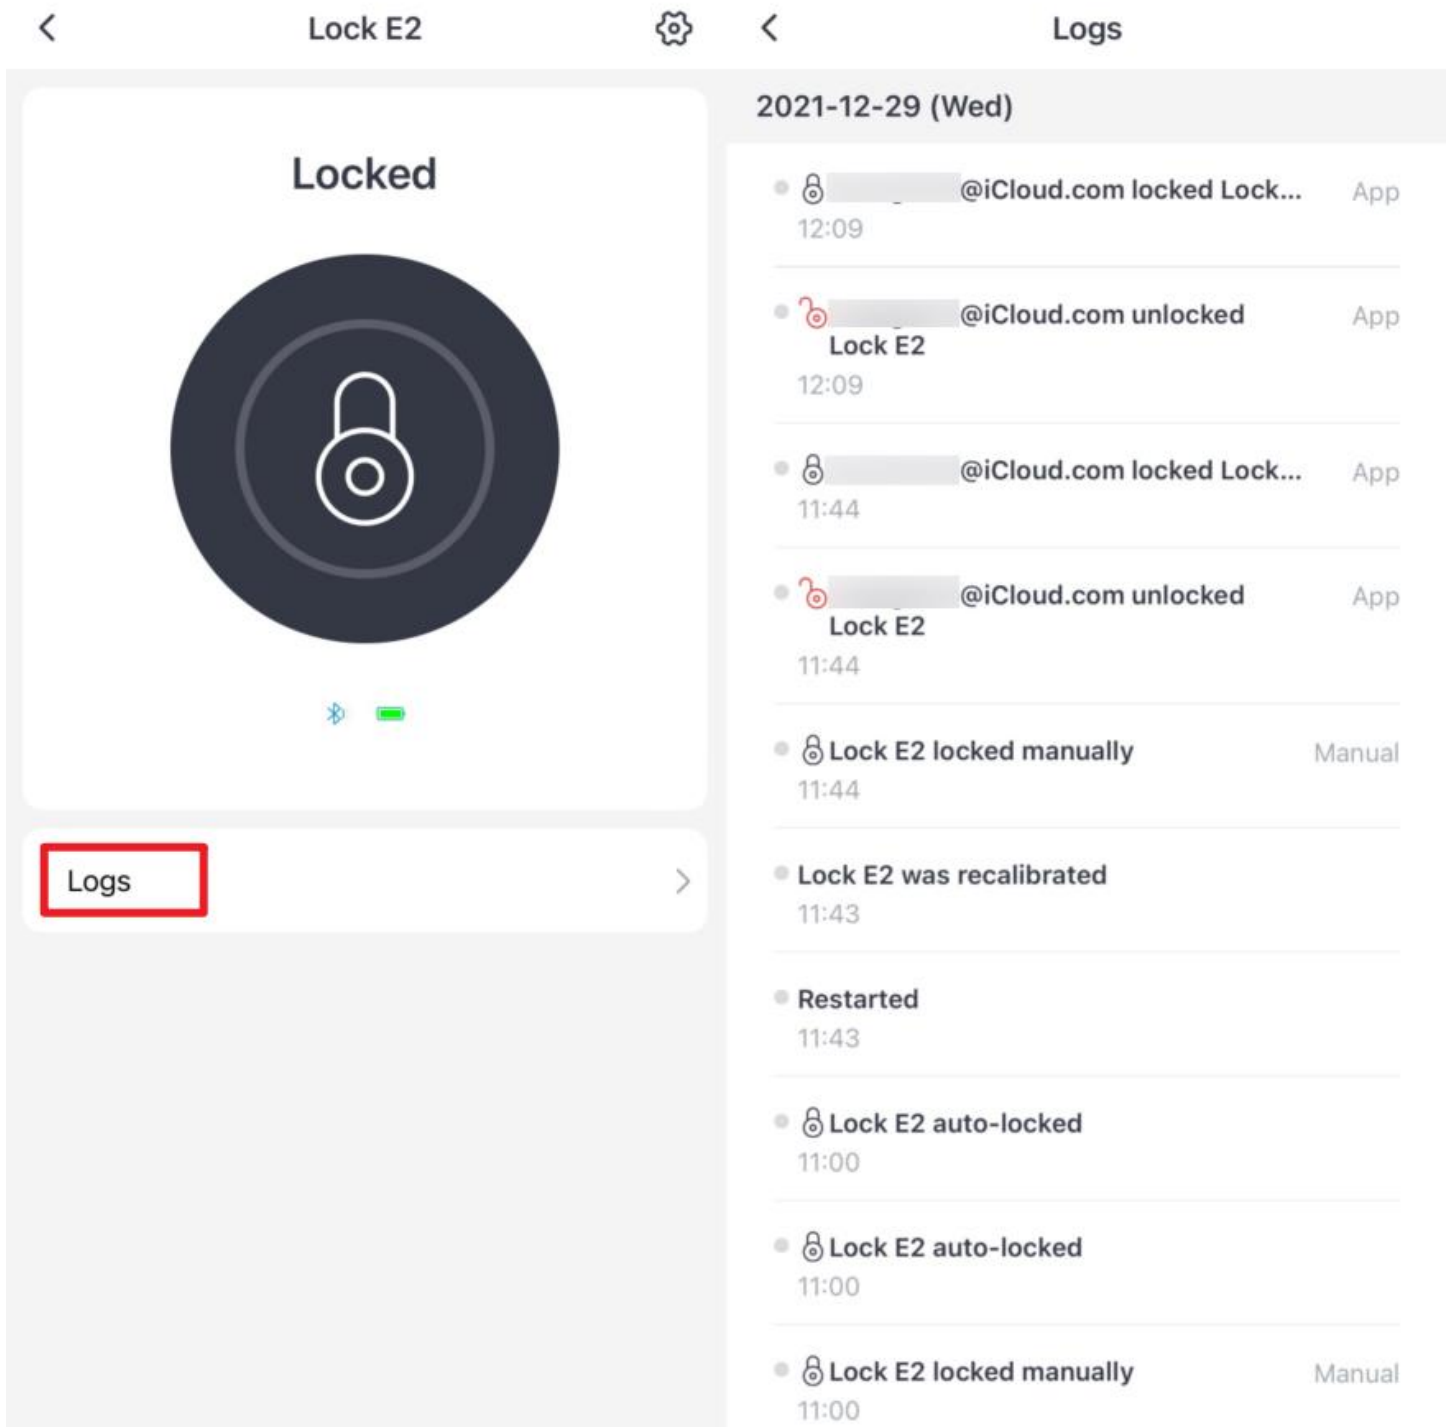 Lock E2
Locked
Logs
Logs
2021-12-29 (Wed)
@iCloud.com locked Lock...
App
12:09
@iCloud.com unlocked
App
Lock E2
12:09
@iCloud.com locked Lock...
App
11:44
@iCloud.com unlocked
App
Lock E2
11:44
Lock E2 locked manually
Manual
11:44
Lock E2 was recalibrated
11:43
Restarted
11:43
Lock E2 auto-locked
11:00
Lock E2 auto-locked
11:00
Lock E2 locked manually
Manual
11:00